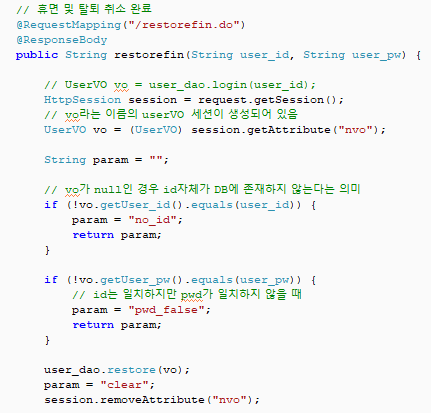 // 휴면 및 탈퇴 취소 완료
@RequestMapping("/restorefin.do")
@ResponseBody
public String restorefin(String user_id, String user_pw) {
// UserVO vo = user_dao.login(user_id);
HttpSession session = request.getSession();
// vo라는 이름의 userVO 세션이 생성되어 있음
UserVO vo = (UserVO) session.getAttribute("nvo");
String param = "";
// vo가 null인 경우 id자체가 DB에 존재하지 않는다는 의미
if (!vo.getUser_id().equals(user_id)) {
param = "no_id";
return param;
}
if (!vo.getUser_pw().equals(user_pw)) {
// id는 일치하지만 pwd가 일치하지 않을 때
param = "pwd_false";
return param;
}
user_dao.restore(vo);
param = "clear";
session.removeAttribute("nvo");